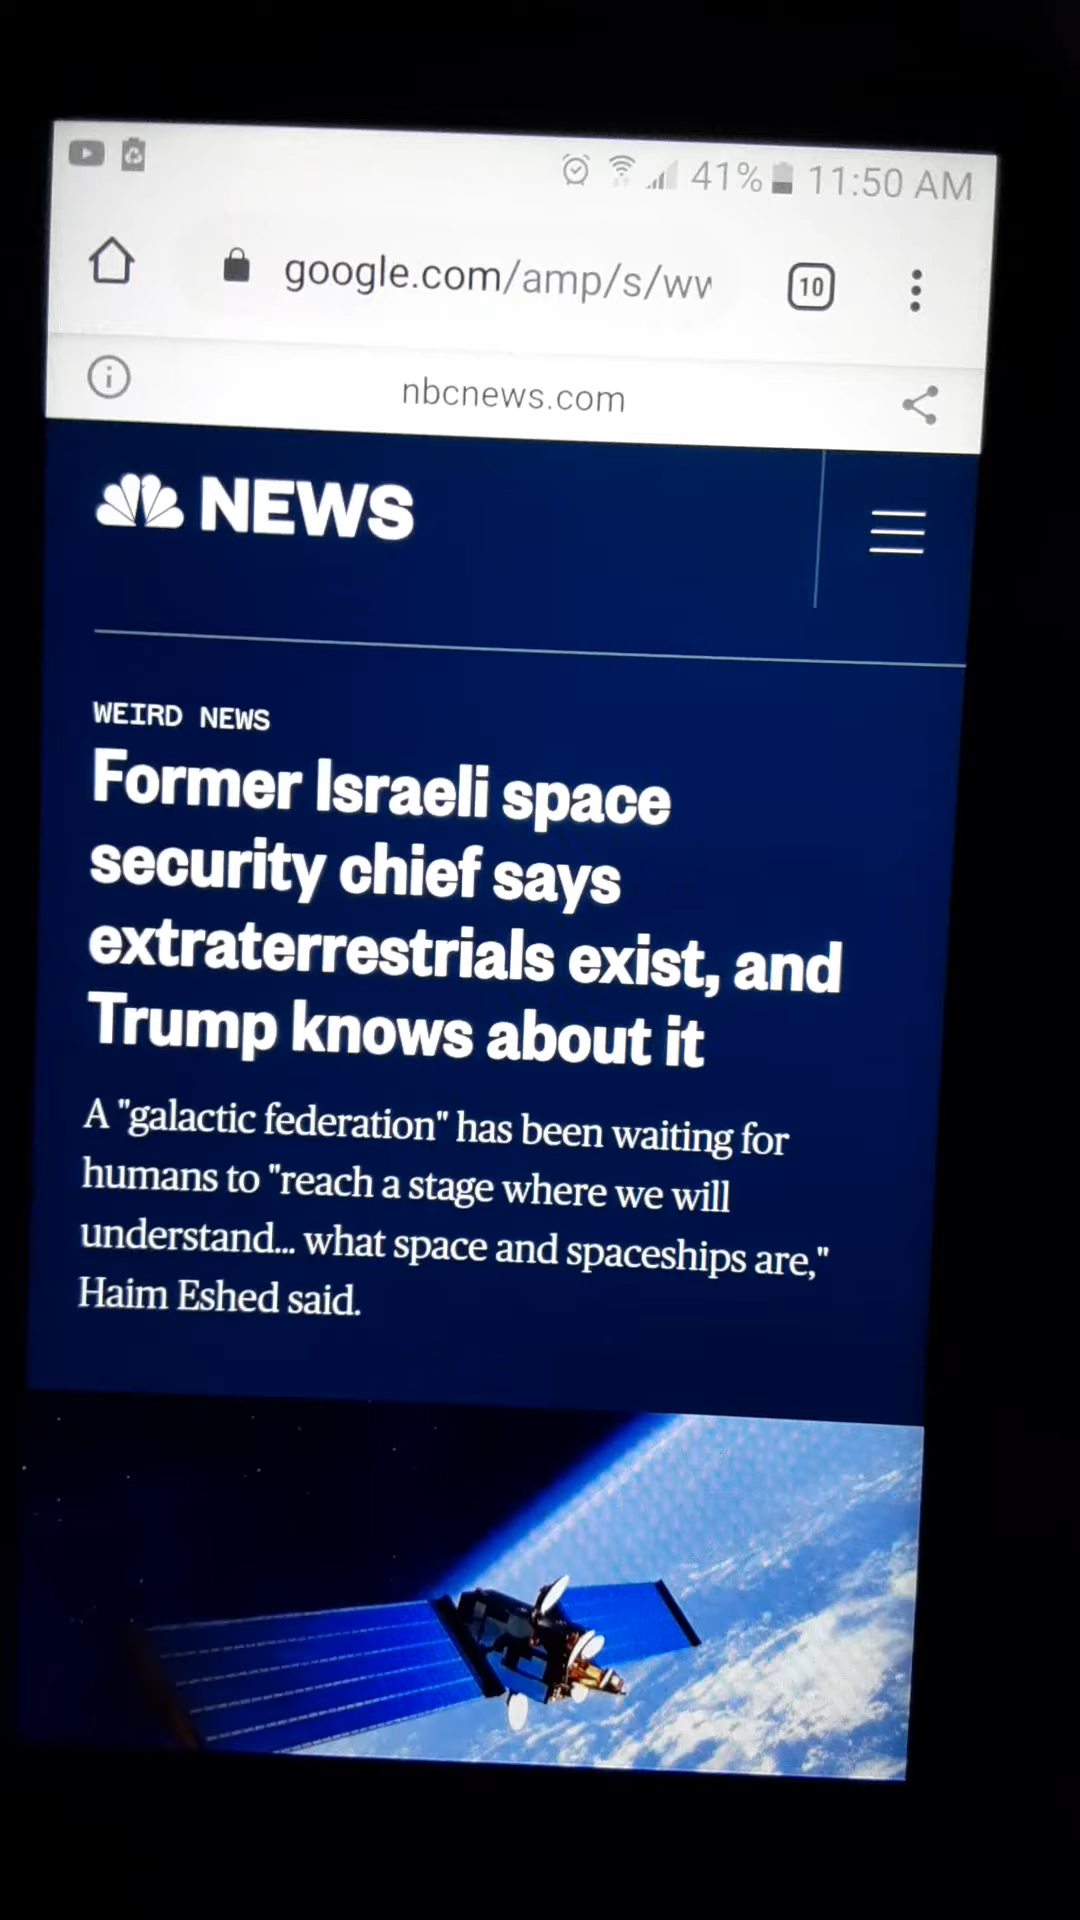 41% 11:50 AM
google.com/amp/s/wv
10
nbcnews.com
NEWS
WEIRD NEWS
Former Israeli space
security chief says
extraterrestrials exist, and
Trump knows about it
A "galactic federation" has been waiting for
humans to "reach a stage where we will
understand... what space and spaceships are,"
Haim Eshed said.